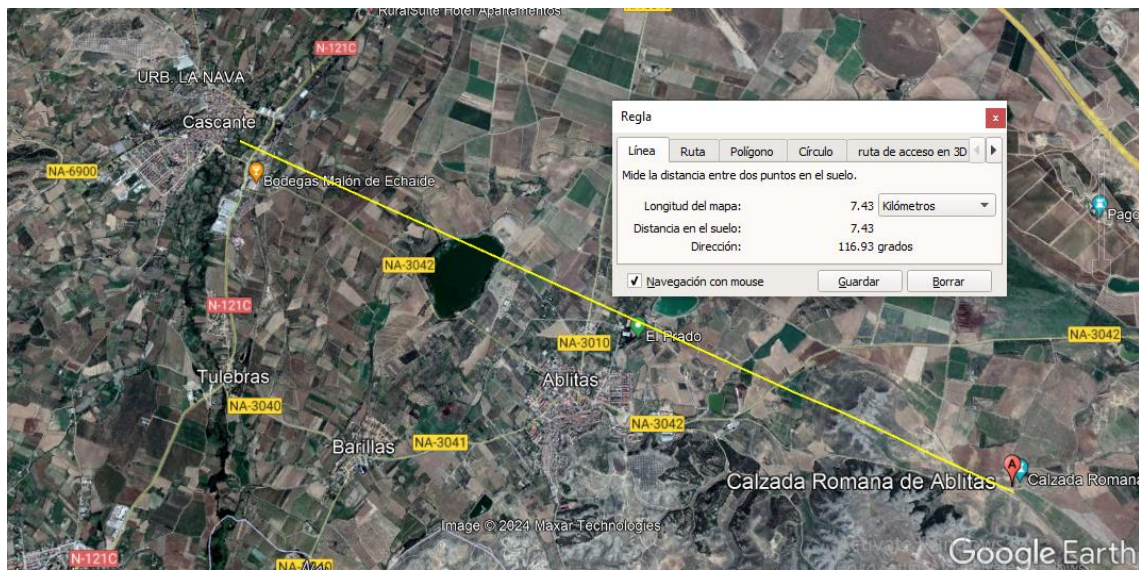 RuralSuite Hotel Apartamentos
N-121C
URB. LA NAVA
Cascante
NA-6900
Bodegas Malón de Echaide
NA-3042
N-121C
Regla
x
Línea
Ruta
Polígono
Círculo
ruta de acceso en 3D
Mide la distancia entre dos puntos en el suelo.
Longitud del mapa:
7.43
Kilómetros
Distancia en el suelo:
7.43
Dirección:
116.93 grados
Navegación con mouse
Guardar
Borrar
Pago
El Prado
NA-3010
NA-3042
Tulebras
Ablitas
NA-3040
NA-3042
Barillas
NA-3041
Calzada Romana de Ablitas
A
Calzada Romana
Image © 2024 Maxar Technologies
Google Earth
N-121C